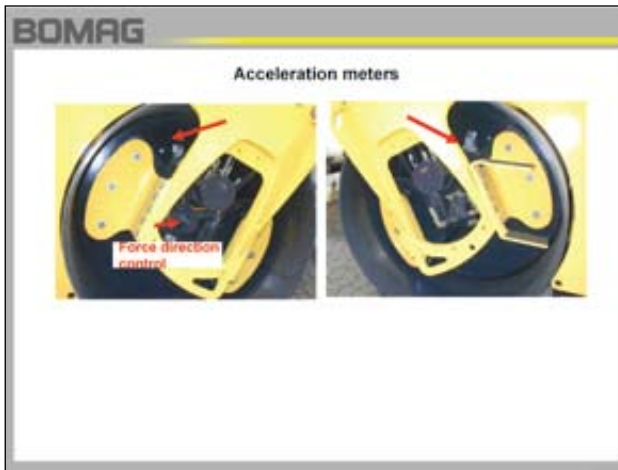 BOMAG
Acceleration meters
Force direction
control